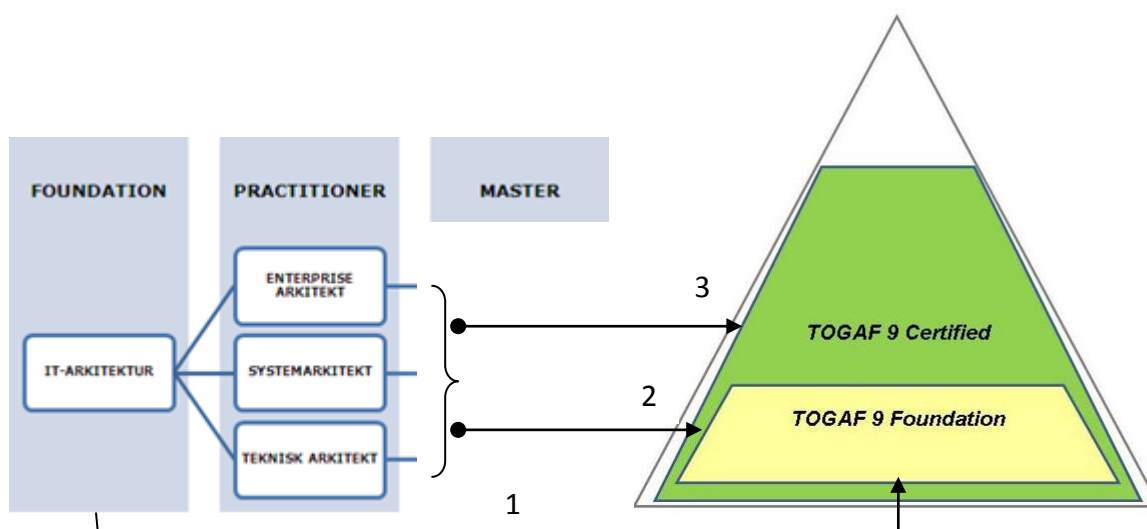 FOUNDATION
PRACTITIONER
MASTER
ENTERPRISE
ARKITEKT
IT-ARKITEKTUR
SYSTEMARKITEKT
TEKNISK ARKITEKT
3
2
1
TOGAF 9 Certified
TOGAF 9 Foundation